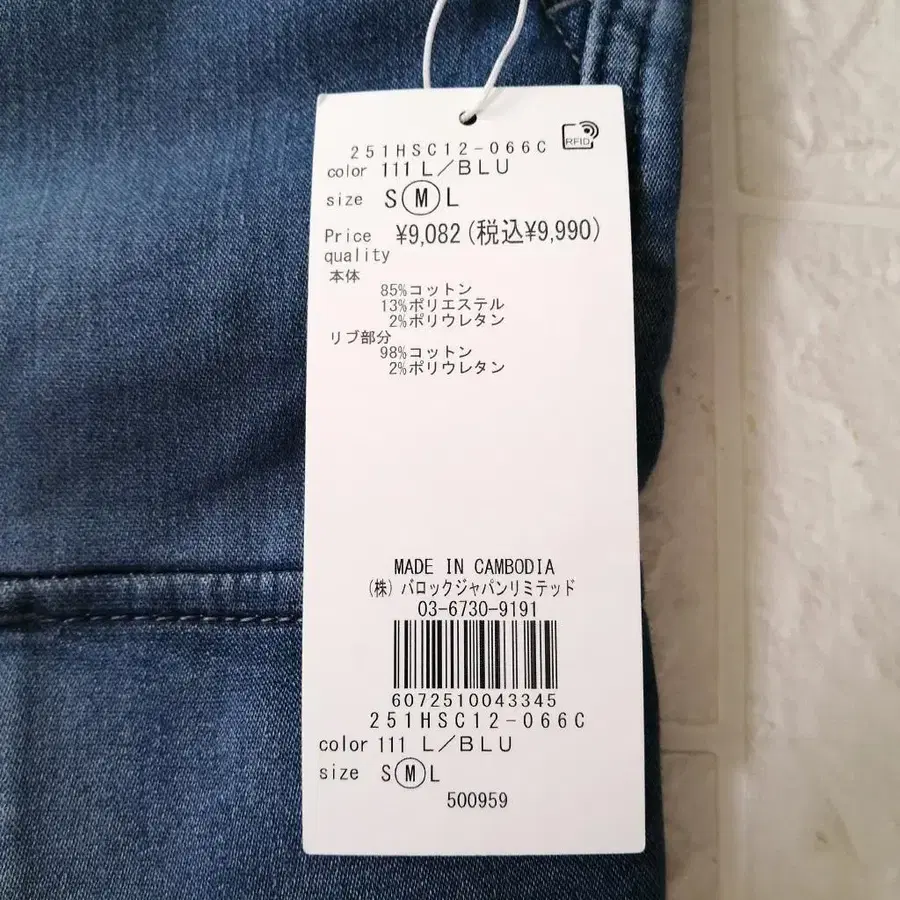 251HSC12-066C
RFID
color 111 L/BLU
size S M L
Price ¥9,082(税込¥9,990)
quality
本体
85%コットン
13%ポリエステル
2%ポリウレタン
リブ部分
98%コットン
2%ポリウレタン
MADE IN CAMBODIA
(株)バロックジャパンリミテッド
03-6730-9191
6072510043345
251HSC12-066C
color 111 L/BLU
size S M L
500959